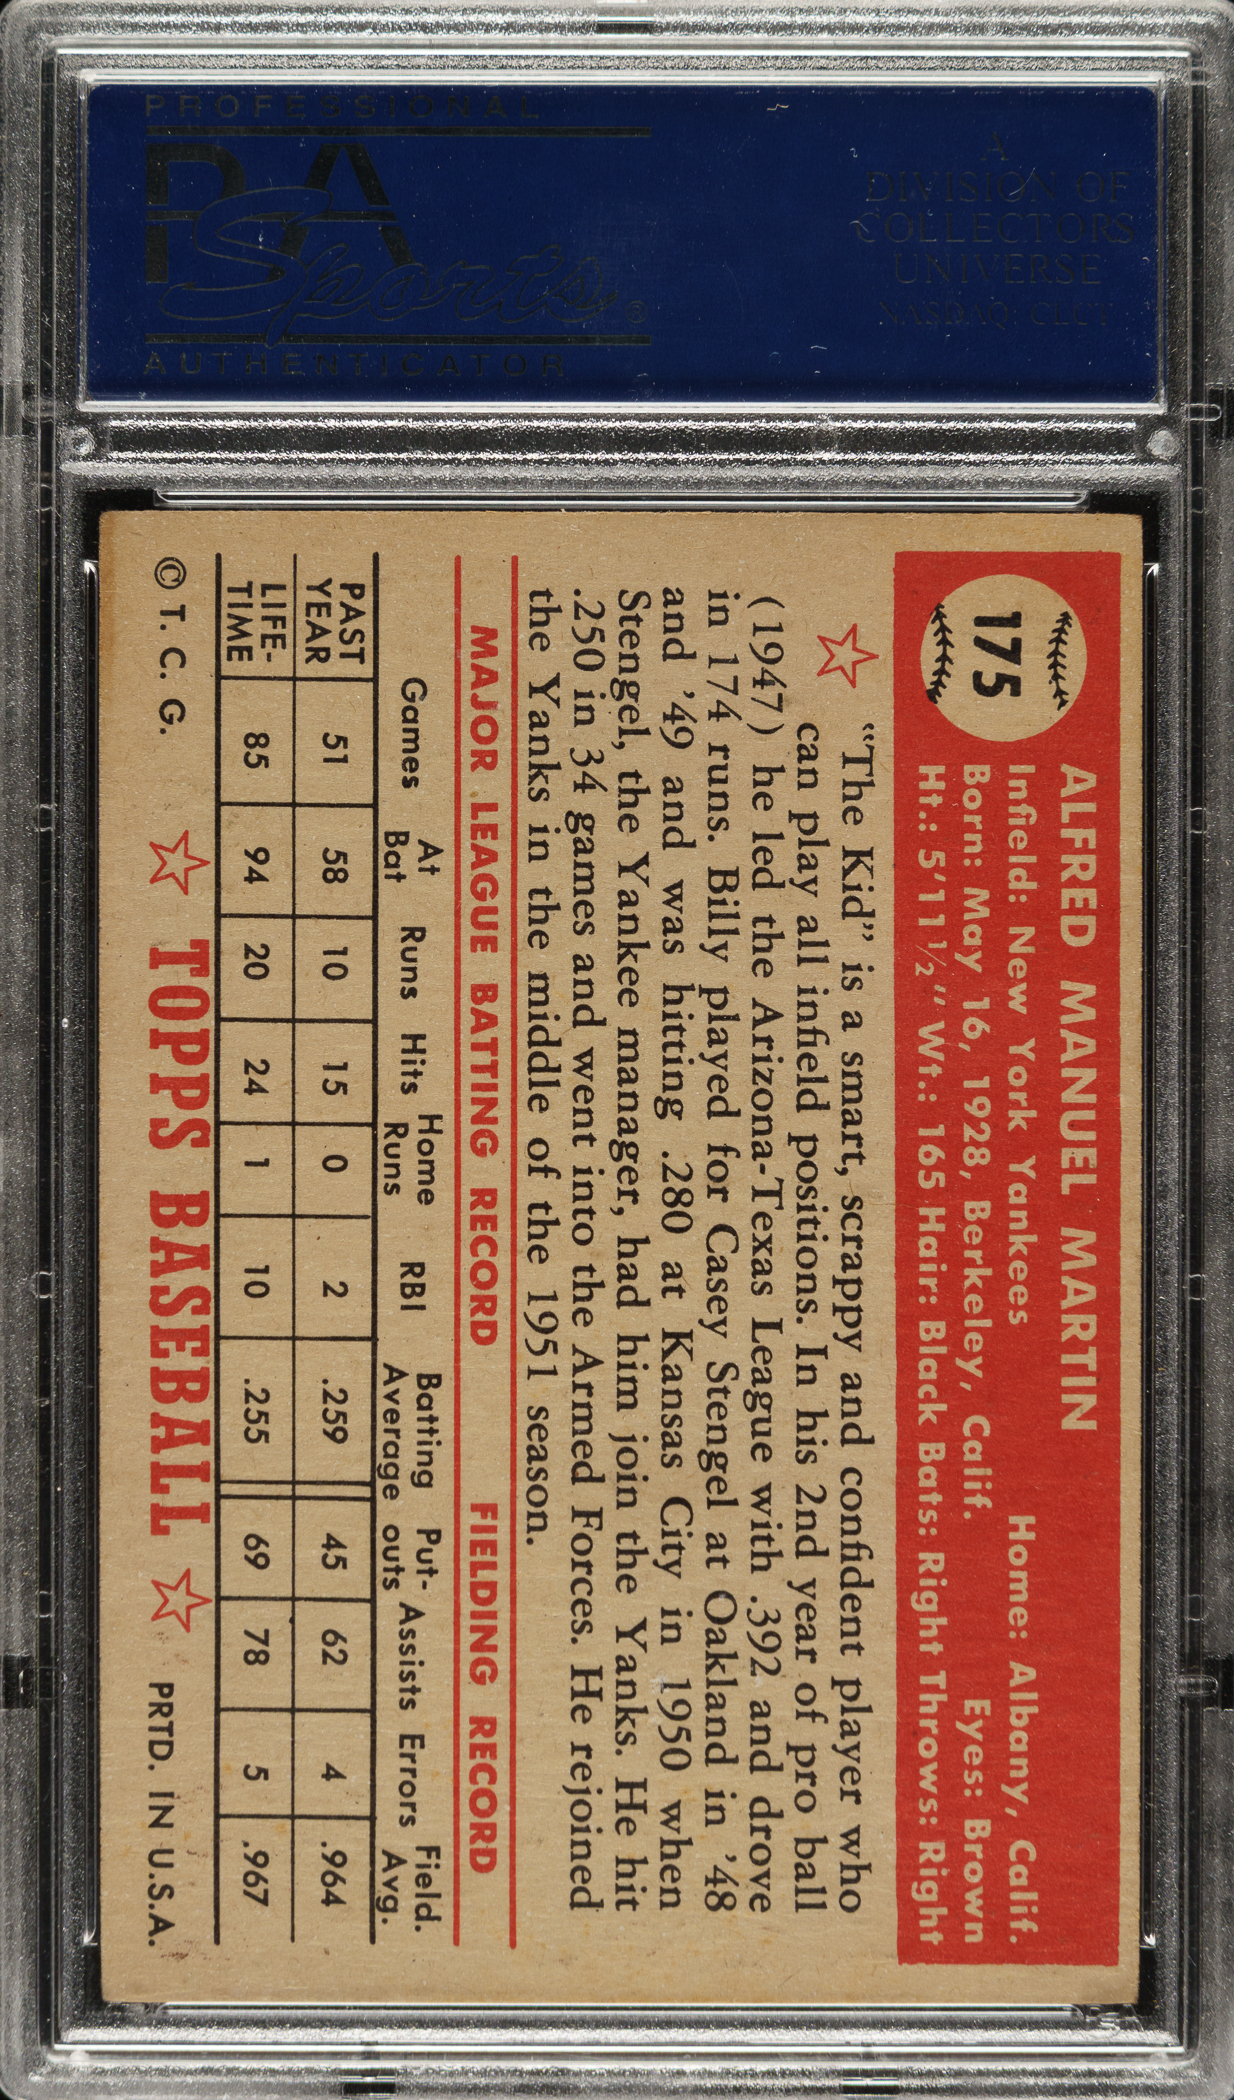 PROFESSIONAL
PSA
Sports®
AUTHENTICATOR
A
DIVISION OF
COLLECTORS
UNIVERSE
NASDAQ: CLCT
175
ALFRED MANUEL MARTIN
Infield: New York Yankees Home: Albany, Calif.
Born: May 16, 1928, Berkeley, Calif. Eyes: Brown
Ht.: 5'11½" Wt.: 165 Hair: Black Bats: Right Throws: Right
“The Kid” is a smart, scrappy and confident player who
can play all infield positions. In his 2nd year of pro ball
(1947) he led the Arizona-Texas League with .392 and drove
in 174 runs. Billy played for Casey Stengel at Oakland in ’48
and ’49 and was hitting .280 at Kansas City in 1950 when
Stengel, the Yankee manager, had him join the Yanks. He hit
.250 in 34 games and went into the Armed Forces. He rejoined
the Yanks in the middle of the 1951 season.
MAJOR LEAGUE BATTING RECORD FIELDING RECORD
Games At Bat Runs Hits Home Runs RBI Batting Average Put-outs Assists Errors Field. Avg.
PAST YEAR 51 58 10 15 0 2 .259 45 62 4 .964
LIFE-TIME 85 94 20 24 1 10 .255 69 78 5 .967
© T. C. G. TOPPS BASEBALL PRTD. IN U.S.A.